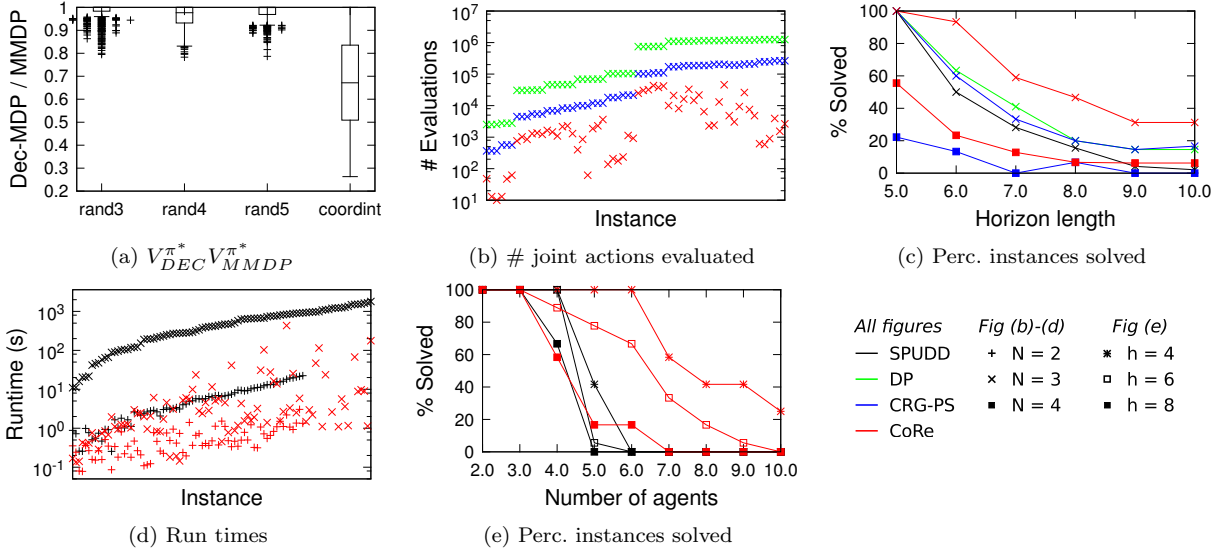 Dec-MDP / MMDP
1
0.9
0.8
0.7
0.6
0.5
0.4
0.3
0.2
rand3 rand4 rand5 coordint
(a) V^{π*}_{DEC} V^{π*}_{MMDP}
# Evaluations
10^7
10^6
10^5
10^4
10^3
10^2
10^1
Instance
(b) # joint actions evaluated
% Solved
100
80
60
40
20
0
5.0 6.0 7.0 8.0 9.0 10.0
Horizon length
(c) Perc. instances solved
Runtime (s)
10^3
10^2
10^1
10^0
10^-1
Instance
(d) Run times
% Solved
100
80
60
40
20
0
2.0 3.0 4.0 5.0 6.0 7.0 8.0 9.0 10.0
Number of agents
(e) Perc. instances solved
All figures Fig (b)-(d) Fig (e)
SPUDD N = 2 h = 4
DP N = 3 h = 6
CRG-PS N = 4 h = 8
CoRe